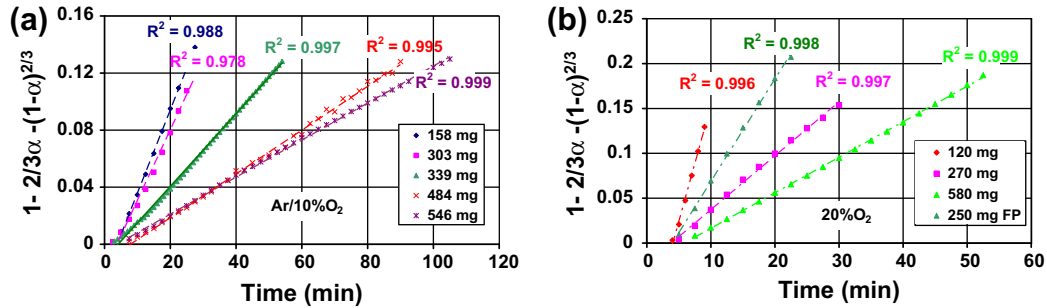 (a)
1- 2/3α -(1-α)^2/3
0.16
0.12
0.08
0.04
0
R² = 0.988
R² = 0.978
R² = 0.997
R² = 0.995
R² = 0.999
158 mg
303 mg
339 mg
484 mg
546 mg
Ar/10%O₂
0 20 40 60 80 100 120
Time (min)
(b)
1- 2/3α -(1-α)^2/3
0.25
0.20
0.15
0.10
0.05
0.00
R² = 0.996
R² = 0.998
R² = 0.997
R² = 0.999
120 mg
270 mg
580 mg
250 mg FP
20%O₂
0 10 20 30 40 50 60
Time (min)